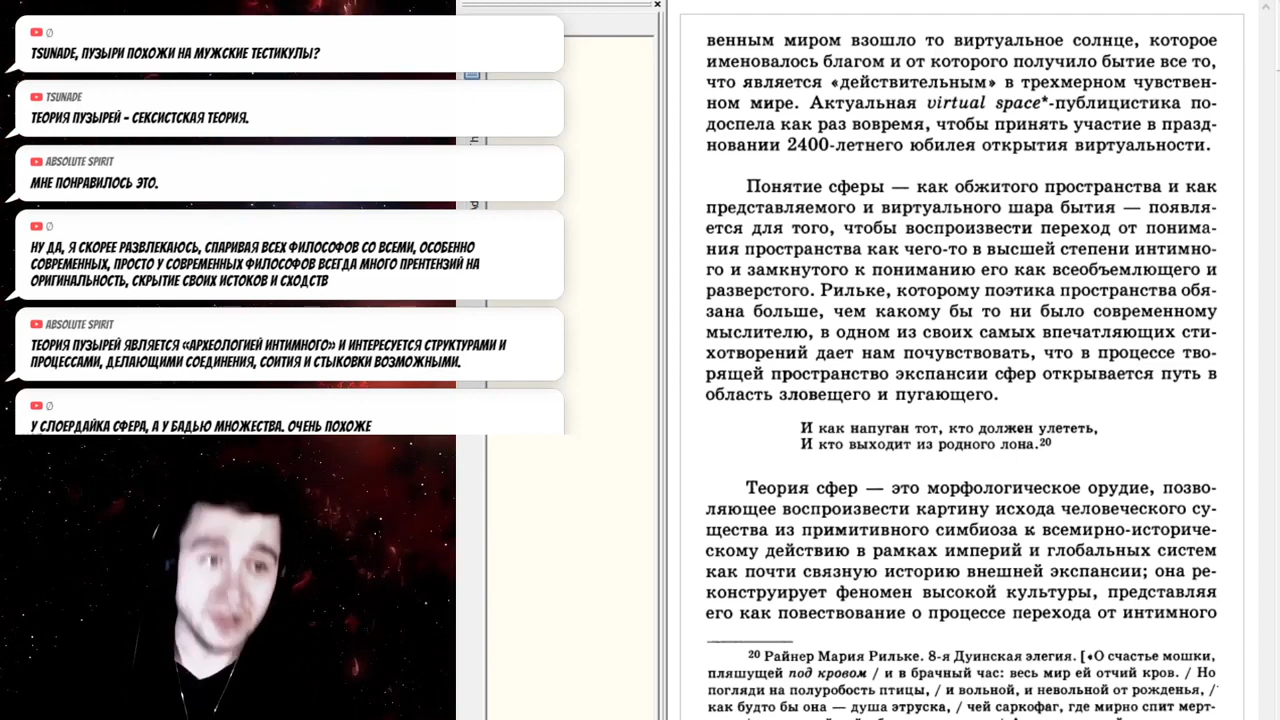 Ø
TSUNADE, ПУЗЫРИ ПОХОЖИ НА МУЖСКИЕ ТЕСТИКУЛЫ?
TSUNADE
ТЕОРИЯ ПУЗЫРЕЙ - СЕКСИСТСКАЯ ТЕОРИЯ.
ABSOLUTE SPIRIT
МНЕ ПОНРАВИЛОСЬ ЭТО.
Ø
НУ ДА, Я СКОРЕЕ РАЗВЛЕКАЮСЬ, СПАРИВАЯ ВСЕХ ФИЛОСОФОВ СО ВСЕМИ, ОСОБЕННО
СОВРЕМЕННЫХ, ПРОСТО У СОВРЕМЕННЫХ ФИЛОСОФОВ ВСЕГДА МНОГО ПРЕНТЕНЗИЙ НА
ОРИГИНАЛЬНОСТЬ, СКРЫТИЕ СВОИХ ИСТОКОВ И СХОДСТВ
ABSOLUTE SPIRIT
ТЕОРИЯ ПУЗЫРЕЙ ЯВЛЯЕТСЯ «АРХЕОЛОГИЕЙ ИНТИМНОГО» И ИНТЕРЕСУЕТСЯ СТРУКТУРАМИ И
ПРОЦЕССАМИ, ДЕЛАЮЩИМИ СОЕДИНЕНИЯ, СОИТИЯ И СТЫКОВКИ ВОЗМОЖНЫМИ.
Ø
У СЛОЕРДАЙКА СФЕРА, А У БАДЬЮ МНОЖЕСТВА. ОЧЕНЬ ПОХОЖЕ
венным миром взошло то виртуальное солнце, которое
именовалось благом и от которого получило бытие все то,
что является «действительным» в трехмерном чувствен-
ном мире. Актуальная virtual space*-публицистика по-
доспела как раз вовремя, чтобы принять участие в празд-
новании 2400-летнего юбилея открытия виртуальности.
Понятие сферы — как обжитого пространства и как
представляемого и виртуального шара бытия — появля-
ется для того, чтобы воспроизвести переход от понима-
ния пространства как чего-то в высшей степени интимно-
го и замкнутого к пониманию его как всеобъемлющего и
разверстого. Рильке, которому поэтика пространства обя-
зана больше, чем какому бы то ни было современному
мыслителю, в одном из своих самых впечатляющих сти-
хотворений дает нам почувствовать, что в процессе тво-
рящей пространство экспансии сфер открывается путь в
область зловещего и пугающего.
И как напуган тот, кто должен улететь,
И кто выходит из родного лона.20
Теория сфер — это морфологическое орудие, позво-
ляющее воспроизвести картину исхода человеческого су-
щества из примитивного симбиоза к всемирно-историче-
скому действию в рамках империй и глобальных систем
как почти связную историю внешней экспансии; она ре-
конструирует феномен высокой культуры, представляя
его как повествование о процессе перехода от интимного
20 Райнер Мария Рильке. 8-я Дуинская элегия. [«О счастье мошки,
пляшущей под кровом / и в брачный час: весь мир ей отчий кров. / Но
погляди на полуробость птицы, / и вольной, и невольной от рожденья, /
как будто бы она — душа этруска, / чей саркофаг, где мирно спит мерт-